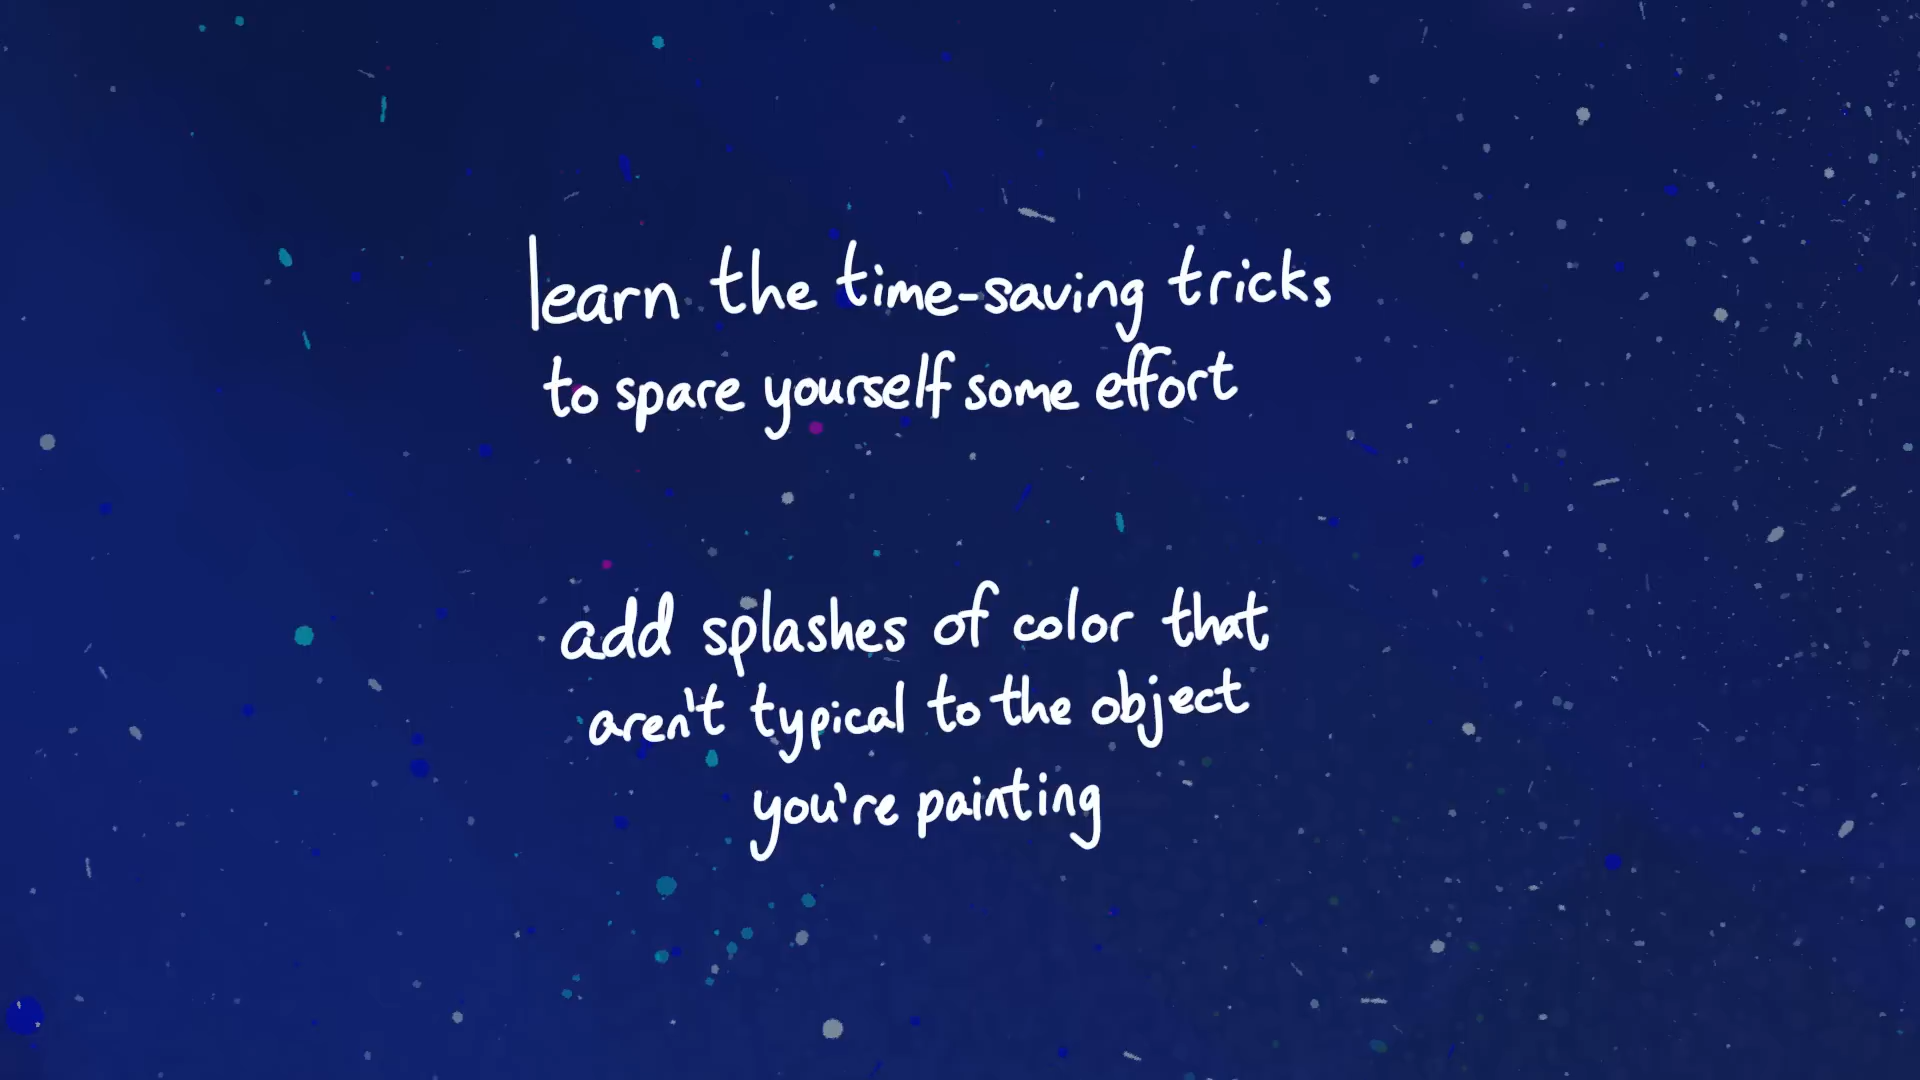 learn the time-saving tricks
to spare yourself some effort
add splashes of color that
aren't typical to the object
you're painting